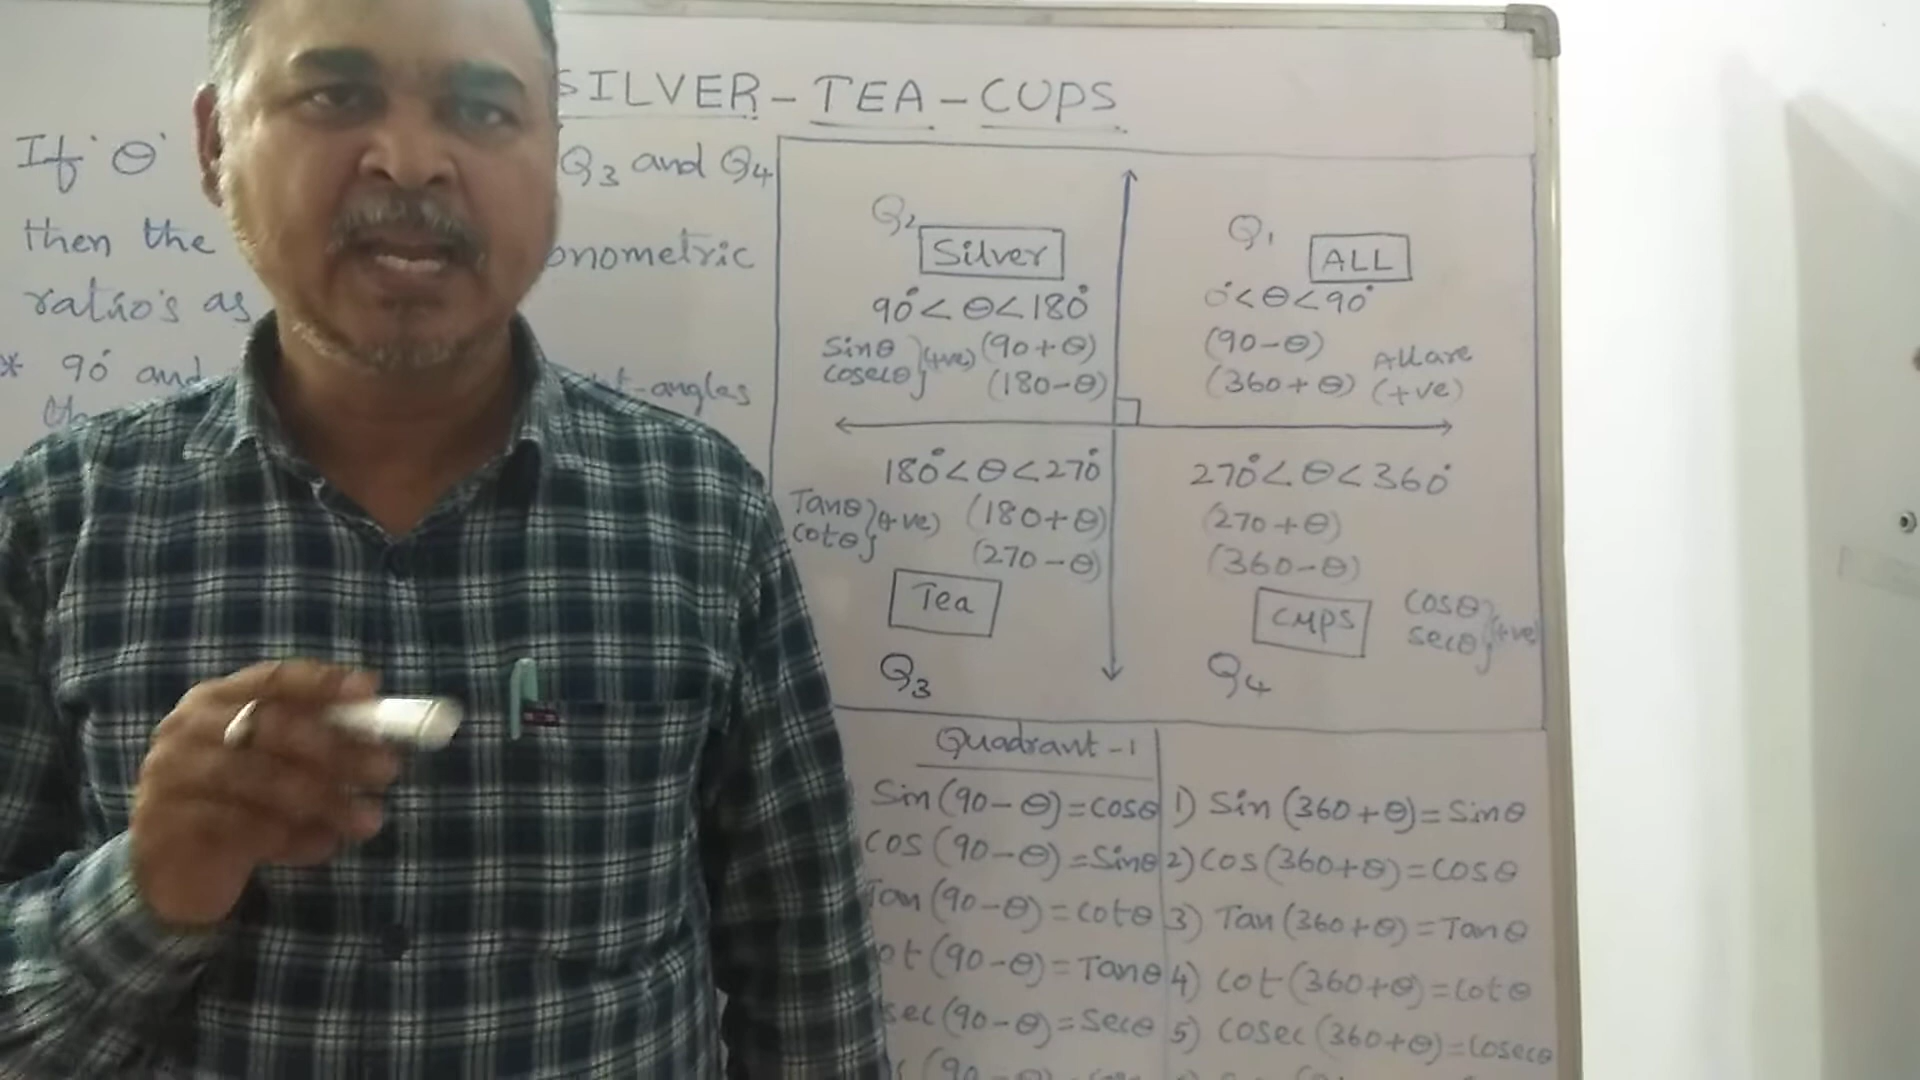 SILVER - TEA - CUPS
If 'θ' Q3 and Q4
then the
ratio's as
* 90° and angles
Q2
Silver
90° < θ < 180°
Sinθ
cosecθ } (+ve)
(90+θ)
(180-θ)
Q1
ALL
0° < θ < 90°
(90-θ)
(360+θ)
All are
(+ve)
180° < θ < 270°
Tanθ
cotθ } (+ve)
(180+θ)
(270-θ)
Tea
Q3
270° < θ < 360°
(270+θ)
(360-θ)
cups
cosθ
secθ } (+ve)
Q4
Quadrant-1
Sin(90-θ)=cosθ
cos(90-θ)=Sinθ
Tan(90-θ)=cotθ
(90-θ)=Tanθ
(90-θ)=Secθ
(90
1) Sin(360+θ)=Sinθ
2) Cos(360+θ)=cosθ
3) Tan(360+θ)=Tanθ
4) cot(360+θ)=cotθ
5) cosec(360+θ)=cosecθ